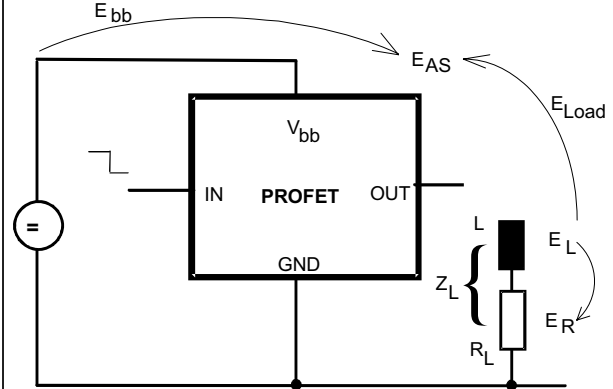 E bb
E AS
E Load
V bb
IN PROFET OUT
GND
=
L
E L
Z L
{
E R
R L